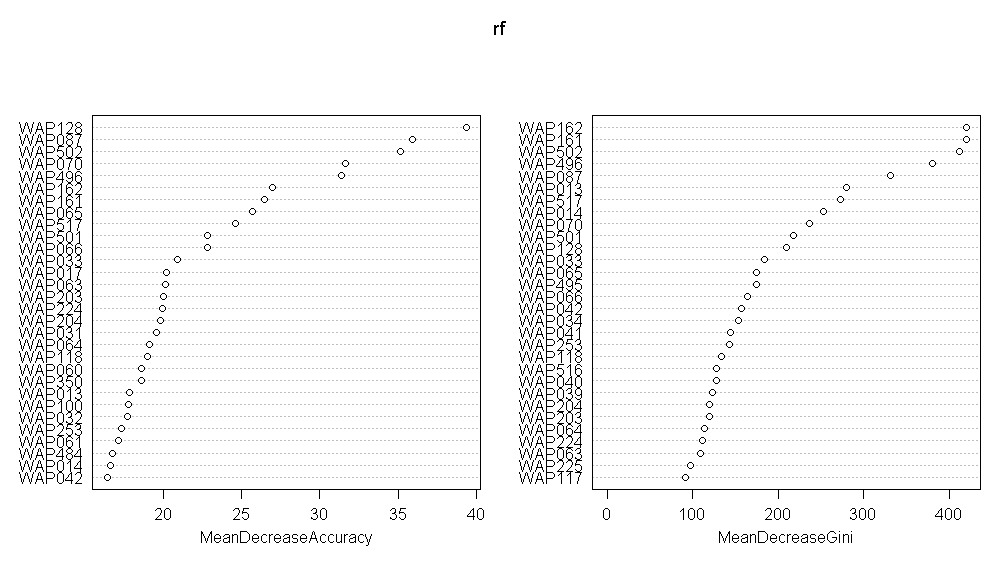 rf
WAP128
WAP087
WAP502
WAP070
WAP496
WAP162
WAP161
WAP065
WAP517
WAP501
WAP066
WAP033
WAP017
WAP063
WAP203
WAP224
WAP204
WAP031
WAP064
WAP118
WAP060
WAP350
WAP013
WAP100
WAP032
WAP253
WAP061
WAP484
WAP014
WAP042
20 25 30 35 40
MeanDecreaseAccuracy
WAP162
WAP161
WAP502
WAP496
WAP087
WAP013
WAP517
WAP014
WAP070
WAP501
WAP128
WAP033
WAP065
WAP495
WAP066
WAP042
WAP034
WAP041
WAP253
WAP118
WAP516
WAP040
WAP039
WAP204
WAP203
WAP064
WAP224
WAP063
WAP225
WAP117
0 100 200 300 400
MeanDecreaseGini